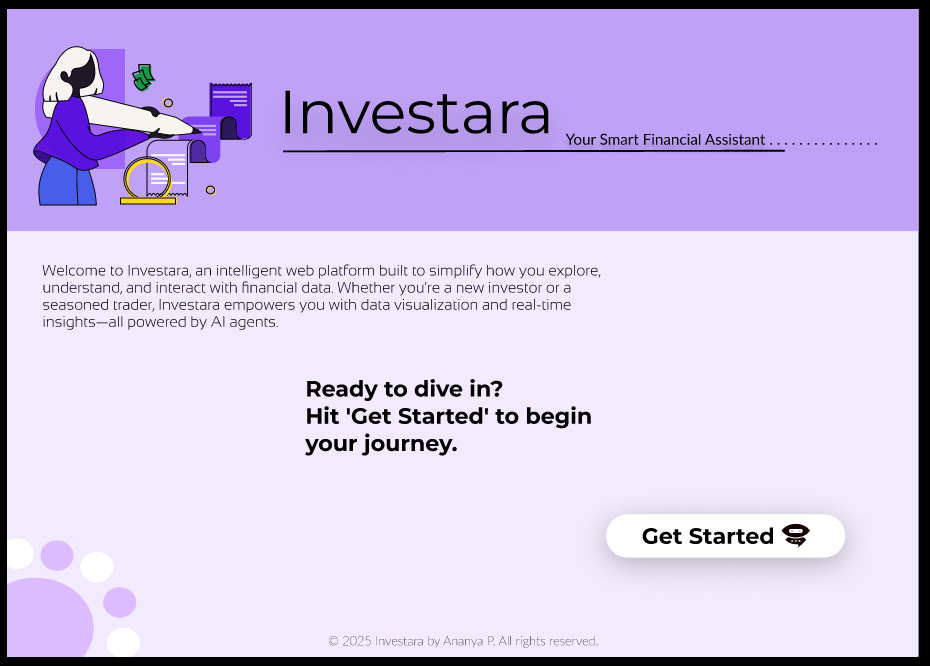 Investara
Your Smart Financial Assistant . . . . . . . . . . . . . . .
Welcome to Investara, an intelligent web platform built to simplify how you explore,
understand, and interact with financial data. Whether you're a new investor or a
seasoned trader, Investara empowers you with data visualization and real-time
insights—all powered by AI agents.
Ready to dive in?
Hit 'Get Started' to begin
your journey.
Get Started
© 2025 Investara by Ananya P. All rights reserved.